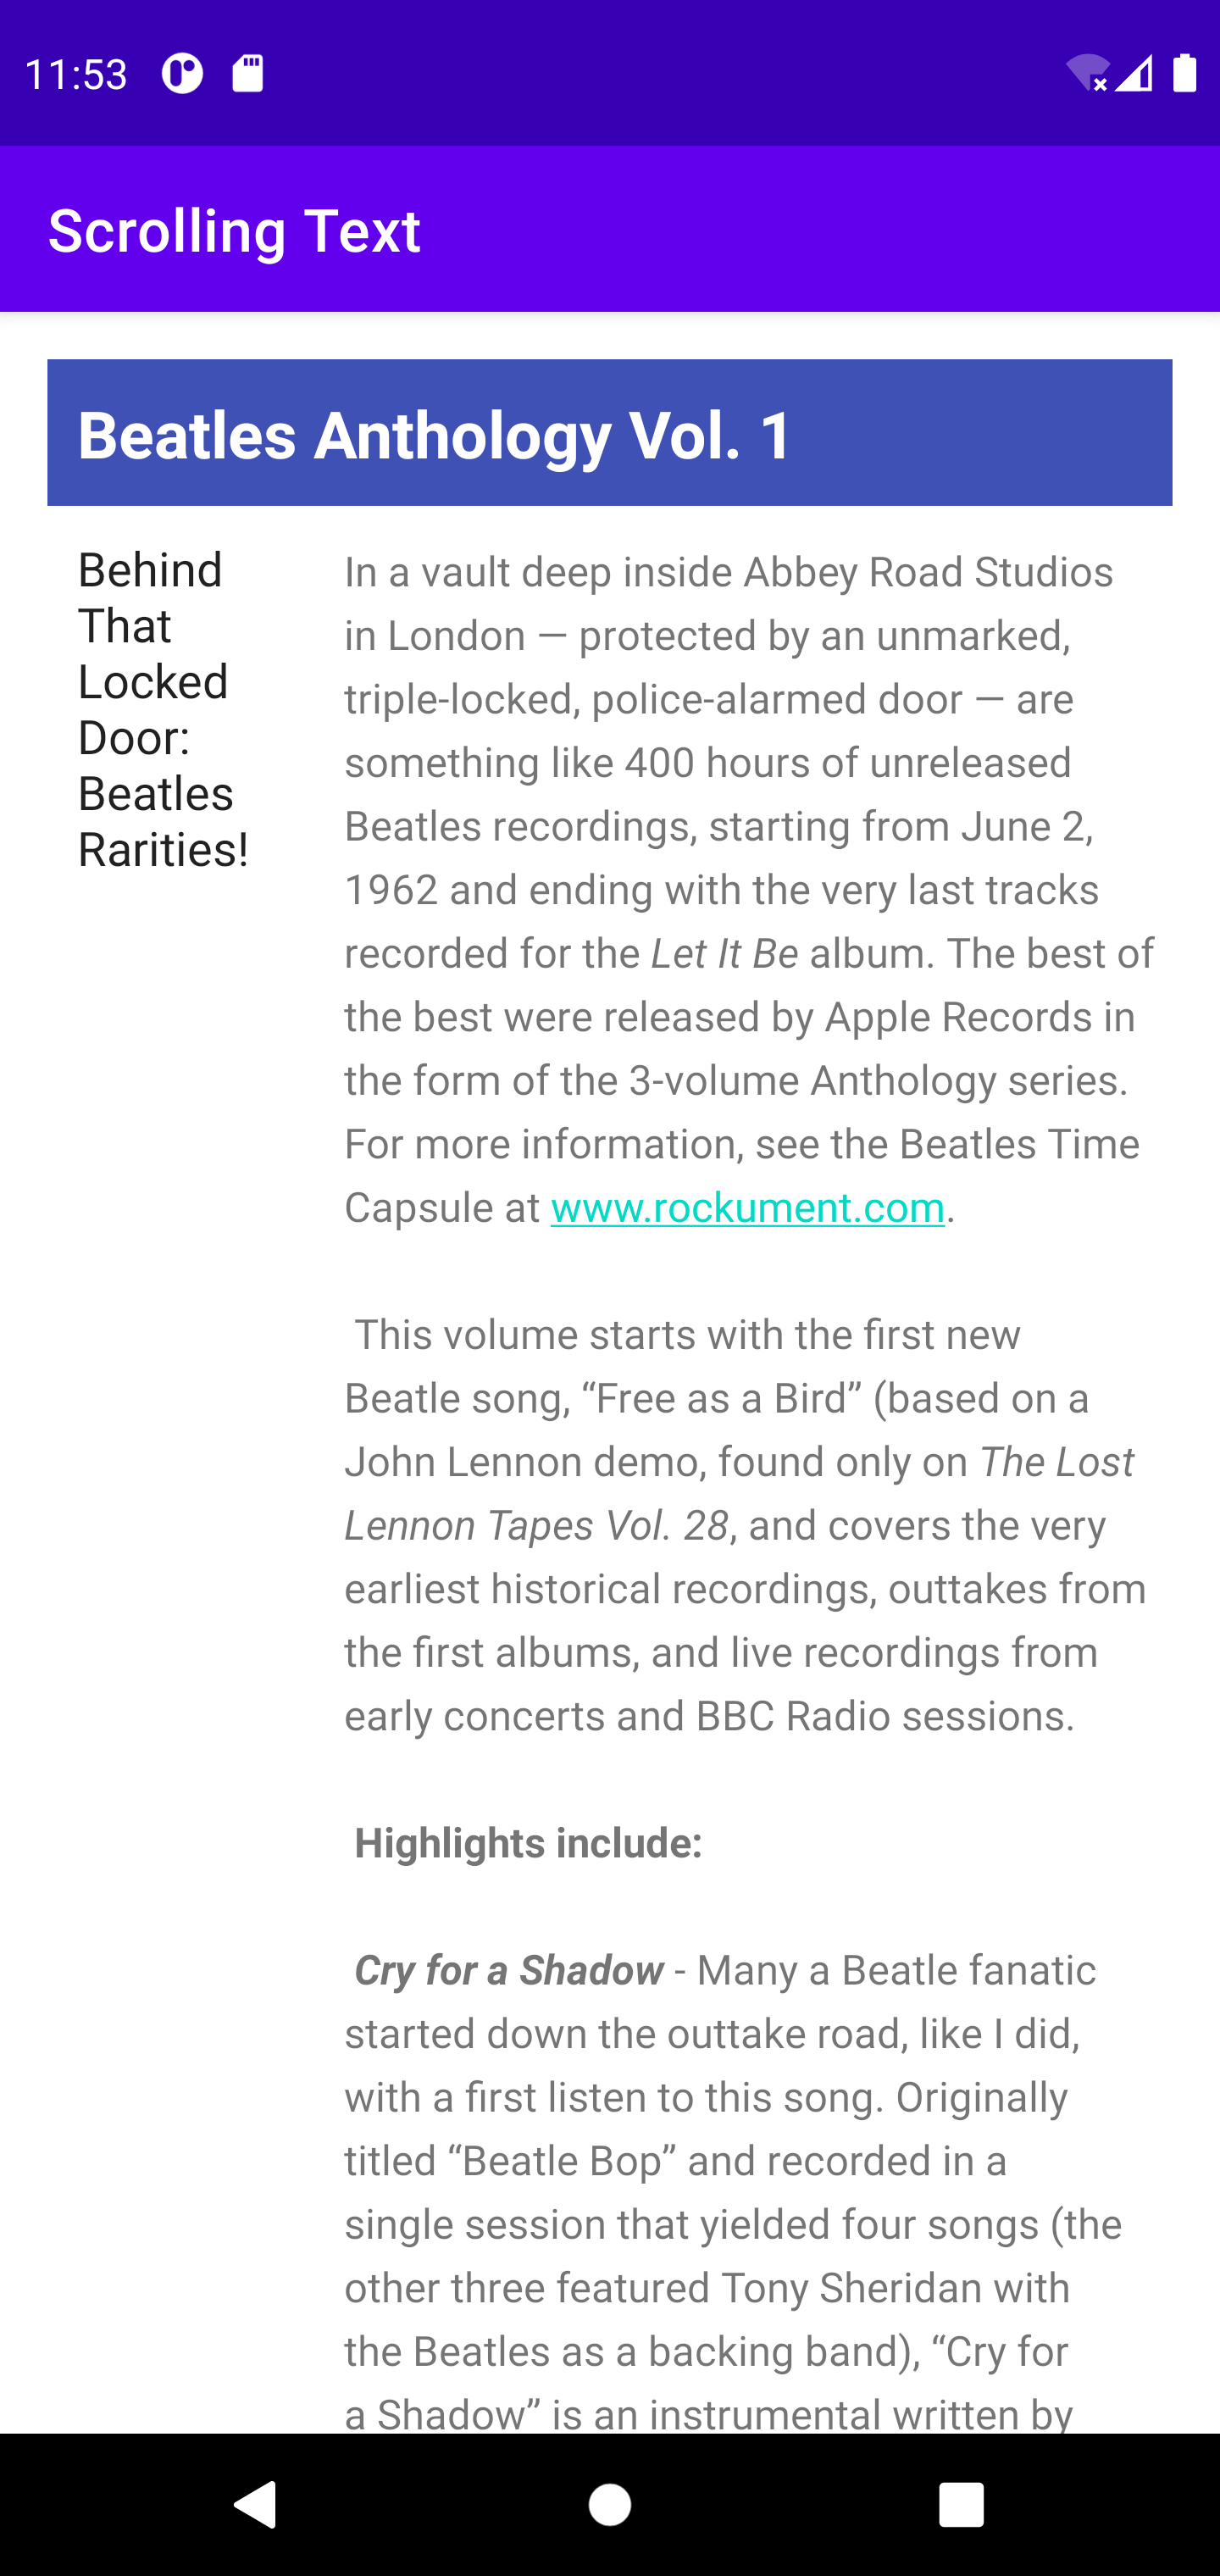 11:53
Scrolling Text
Beatles Anthology Vol. 1
Behind
That
Locked
Door:
Beatles
Rarities!
In a vault deep inside Abbey Road Studios
in London — protected by an unmarked,
triple-locked, police-alarmed door — are
something like 400 hours of unreleased
Beatles recordings, starting from June 2,
1962 and ending with the very last tracks
recorded for the Let It Be album. The best of
the best were released by Apple Records in
the form of the 3-volume Anthology series.
For more information, see the Beatles Time
Capsule at www.rockument.com.
This volume starts with the first new
Beatle song, “Free as a Bird” (based on a
John Lennon demo, found only on The Lost
Lennon Tapes Vol. 28, and covers the very
earliest historical recordings, outtakes from
the first albums, and live recordings from
early concerts and BBC Radio sessions.
Highlights include:
Cry for a Shadow - Many a Beatle fanatic
started down the outtake road, like I did,
with a first listen to this song. Originally
titled “Beatle Bop” and recorded in a
single session that yielded four songs (the
other three featured Tony Sheridan with
the Beatles as a backing band), “Cry for
a Shadow” is an instrumental written by